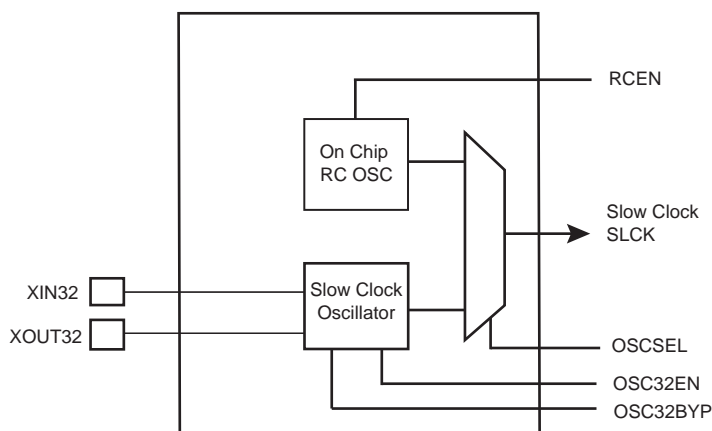 RCEN
On Chip
RC OSC
Slow Clock
SLCK
XIN32
Slow Clock
Oscillator
XOUT32
OSCSEL
OSC32EN
OSC32BYP